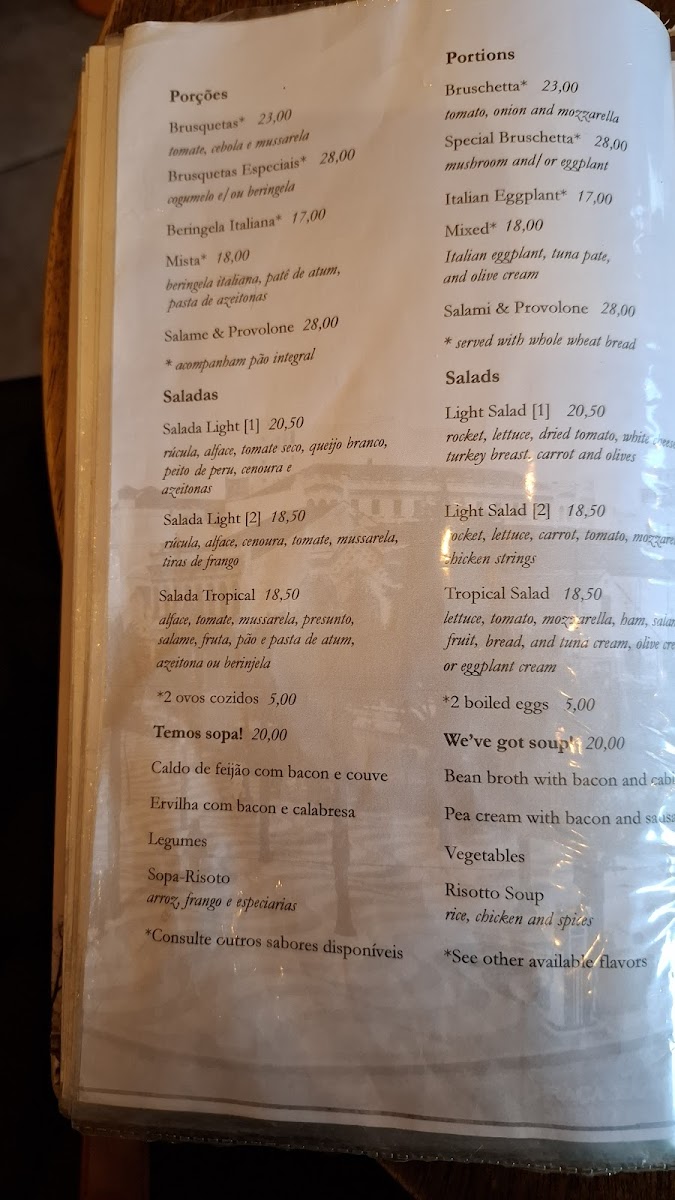 Porções
Brusquetas* 23,00
tomate, cebola e mussarela
Brusquetas Especiais* 28,00
cogumelo e/ou beringela
Beringela Italiana* 17,00
Mista* 18,00
beringela italiana, patê de atum,
pasta de azeitonas
Salame & Provolone 28,00
* acompanham pão integral
Saladas
Salada Light [1] 20,50
rúcula, alface, tomate seco, queijo branco,
peito de peru, cenoura e
azeitonas
Salada Light [2] 18,50
rúcula, alface, cenoura, tomate, mussarela,
tiras de frango
Salada Tropical 18,50
alface, tomate, mussarela, presunto,
salame, fruta, pão e pasta de atum,
azeitona ou berinjela
*2 ovos cozidos 5,00
Temos sopa! 20,00
Caldo de feijão com bacon e couve
Ervilha com bacon e calabresa
Legumes
Sopa-Risoto
arroz, frango e especiarias
*Consulte outros sabores disponíveis
Portions
Bruschetta* 23,00
tomato, onion and mozzarella
Special Bruschetta* 28,00
mushroom and/or eggplant
Italian Eggplant* 17,00
Mixed* 18,00
Italian eggplant, tuna pate,
and olive cream
Salami & Provolone 28,00
* served with whole wheat bread
Salads
Light Salad [1] 20,50
rocket, lettuce, dried tomato, white
turkey breast, carrot and olives
Light Salad [2] 18,50
rocket, lettuce, carrot, tomato,
chicken strings
Tropical Salad 18,50
lettuce, tomato, mozzarella, ham,
fruit, bread, and tuna cream, olive
or eggplant cream
*2 boiled eggs 5,00
We've got soup! 20,00
Bean broth with bacon and
Pea cream with bacon and
Vegetables
Risotto Soup
rice, chicken and spices
*See other available flavors